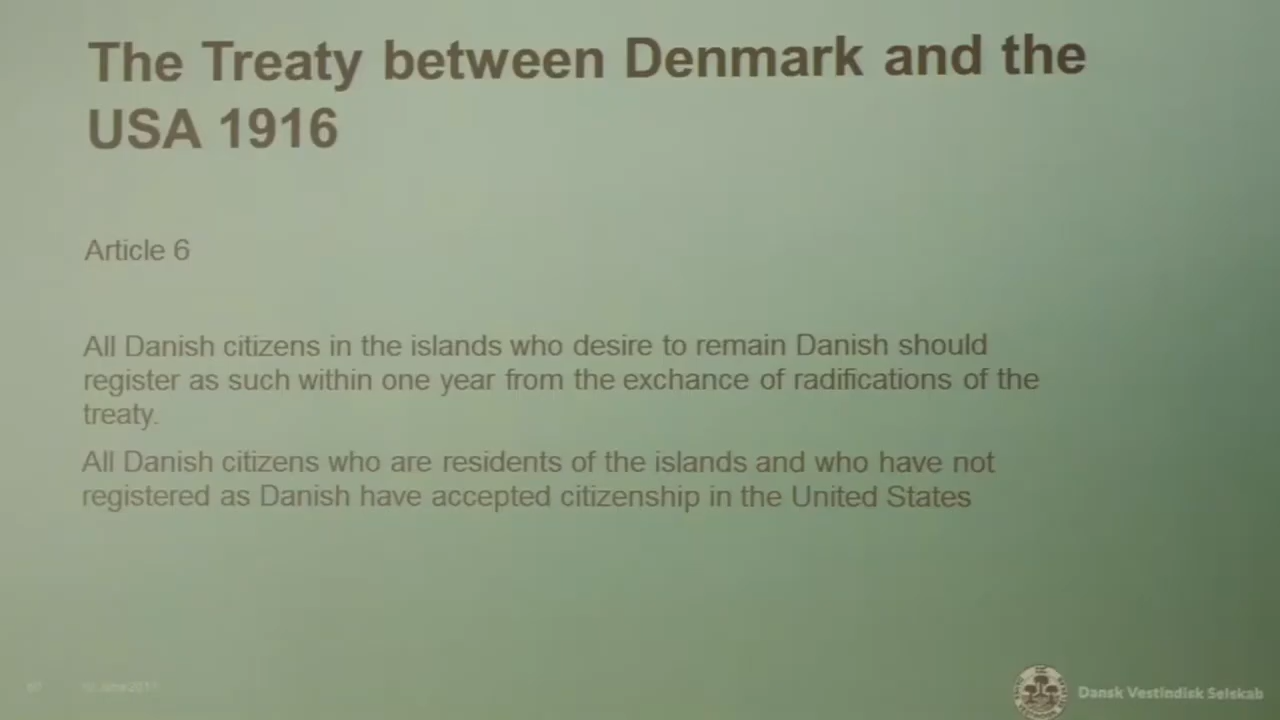 The Treaty between Denmark and the
USA 1916
Article 6
All Danish citizens in the islands who desire to remain Danish should
register as such within one year from the exchance of radifications of the
treaty.
All Danish citizens who are residents of the islands and who have not
registered as Danish have accepted citizenship in the United States
Dansk Vestindisk Selskab